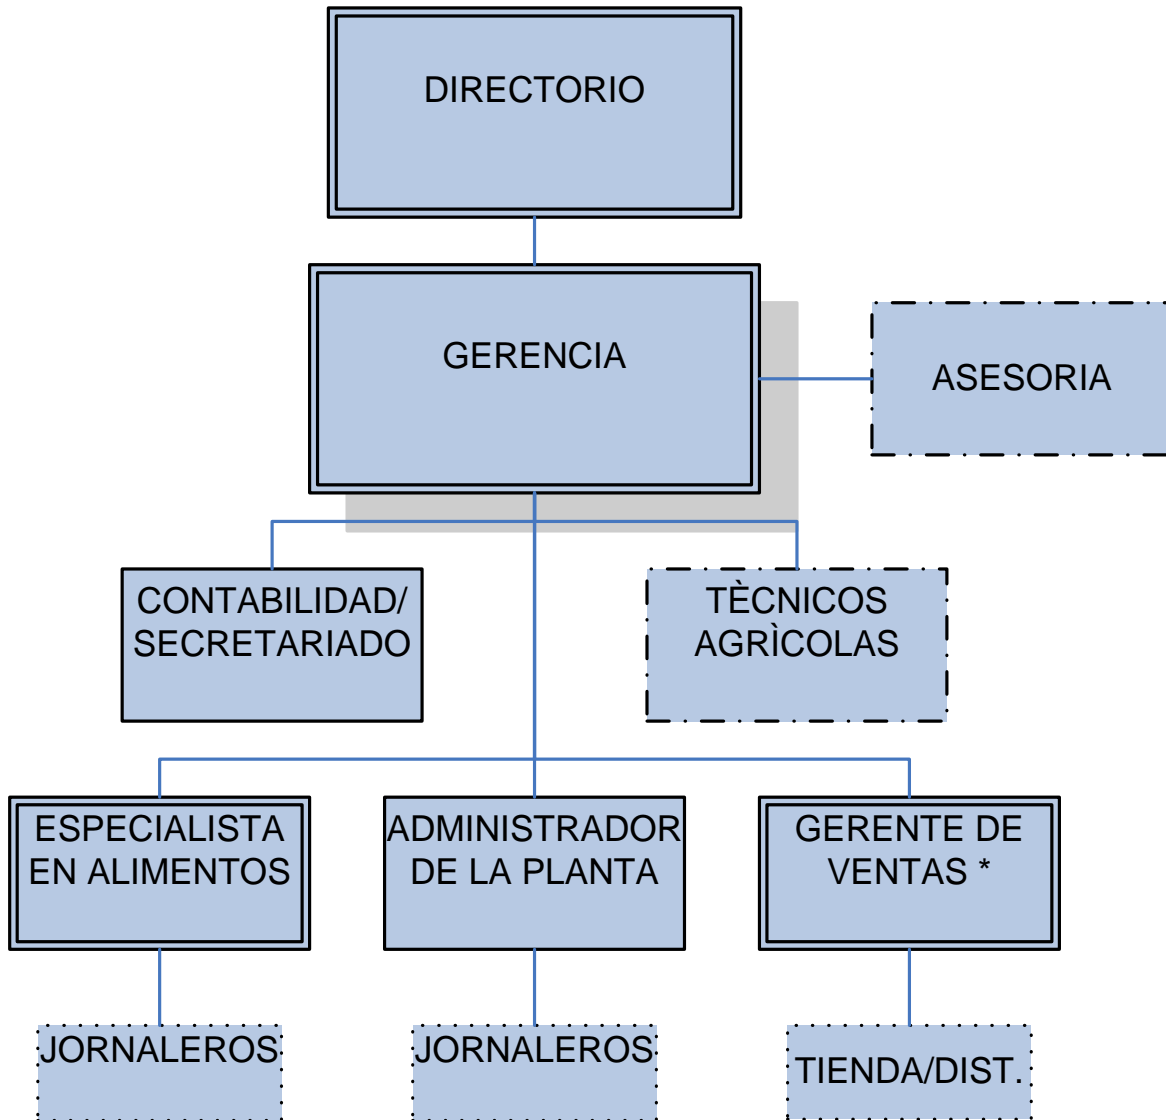 DIRECTORIO
GERENCIA
ASESORIA
CONTABILIDAD/
SECRETARIADO
TÈCNICOS
AGRÌCOLAS
ESPECIALISTA
EN ALIMENTOS
ADMINISTRADOR
DE LA PLANTA
GERENTE DE
VENTAS *
JORNALEROS
JORNALEROS
TIENDA/DIST.